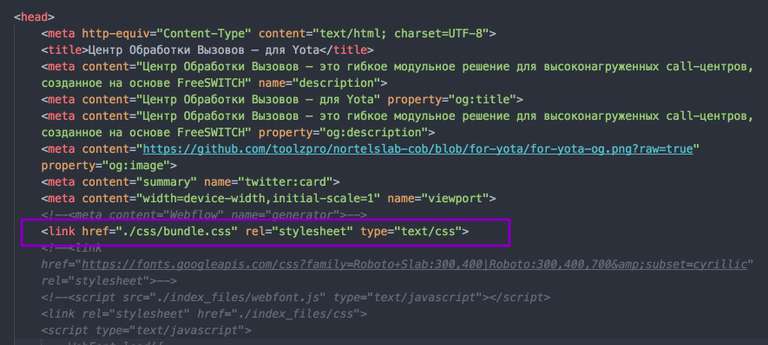 <head>
<meta http-equiv="Content-Type" content="text/html; charset=UTF-8">
<title>Центр Обработки Вызовов — для Yota</title>
<meta content="Центр Обработки Вызовов — это гибкое модульное решение для высоконагруженных call-центров,
созданное на основе FreeSWITCH" name="description">
<meta content="Центр Обработки Вызовов — для Yota" property="og:title">
<meta content="Центр Обработки Вызовов — это гибкое модульное решение для высоконагруженных call-центров,
созданное на основе FreeSWITCH" property="og:description">
<meta content="https://github.com/toolzpro/nortelslab-cob/blob/for-yota/for-yota-og.png?raw=true"
property="og:image">
<meta content="summary" name="twitter:card">
<meta content="width=device-width,initial-scale=1" name="viewport">
<!--<meta content="Webflow" name="generator">-->
<link href="./css/bundle.css" rel="stylesheet" type="text/css">
<!--<link
href="https://fonts.googleapis.com/css?family=Roboto+Slab:300,400|Roboto:300,400,700&amp;subset=cyrillic"
rel="stylesheet">-->
<!--<script src="./index_files/webfont.js" type="text/javascript"></script>
<link rel="stylesheet" href="./index_files/css">
<script type="text/javascript">